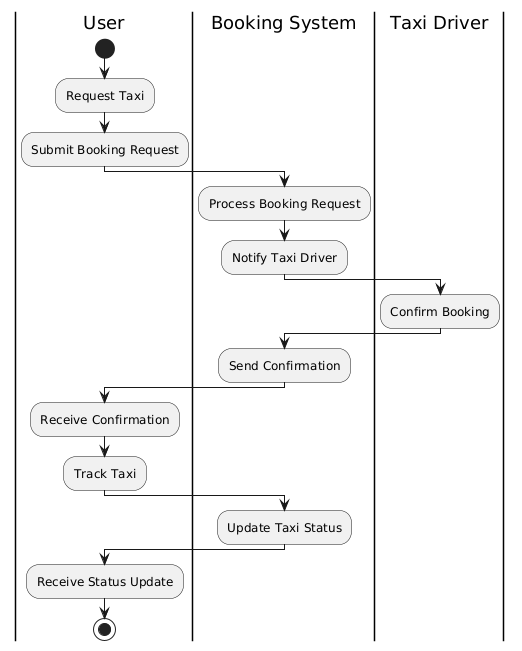 User
Booking System
Taxi Driver
Request Taxi
Submit Booking Request
Process Booking Request
Notify Taxi Driver
Confirm Booking
Send Confirmation
Receive Confirmation
Track Taxi
Update Taxi Status
Receive Status Update